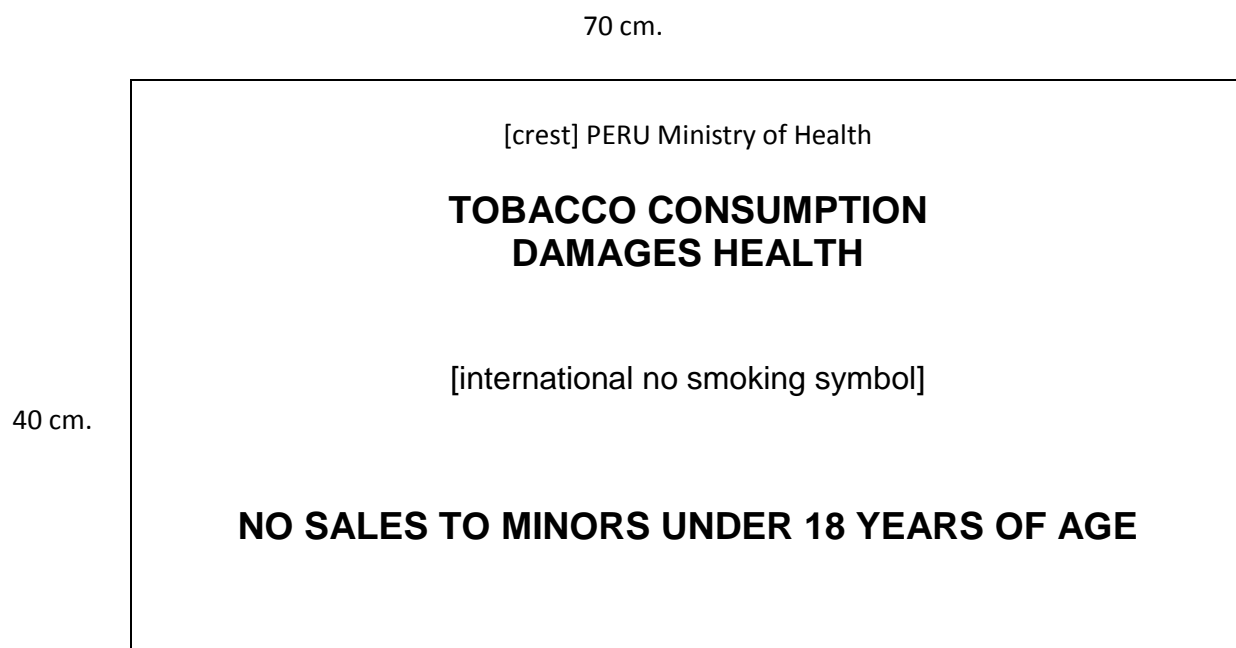 70 cm.
[crest] PERU Ministry of Health
TOBACCO CONSUMPTION
DAMAGES HEALTH
[international no smoking symbol]
40 cm.
NO SALES TO MINORS UNDER 18 YEARS OF AGE